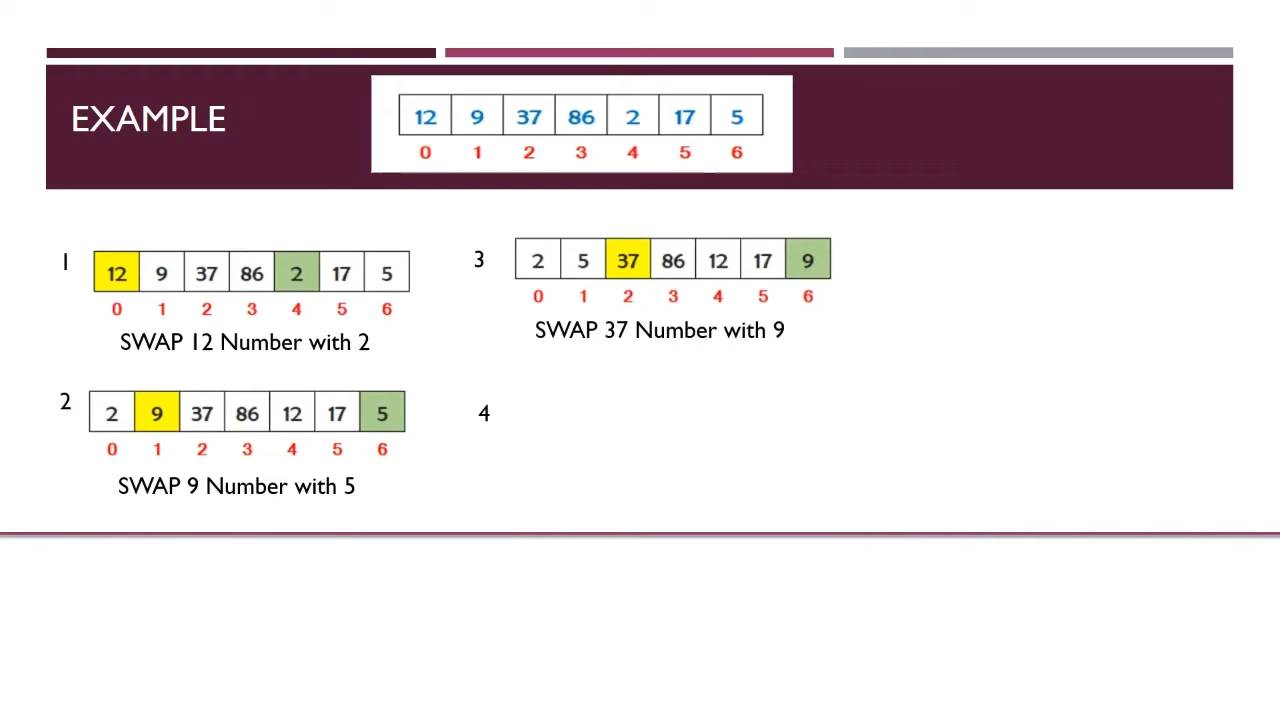 EXAMPLE
12 9 37 86 2 17 5
0 1 2 3 4 5 6
1
12 9 37 86 2 17 5
0 1 2 3 4 5 6
SWAP 12 Number with 2
2
2 9 37 86 12 17 5
0 1 2 3 4 5 6
SWAP 9 Number with 5
3
2 5 37 86 12 17 9
0 1 2 3 4 5 6
SWAP 37 Number with 9
4